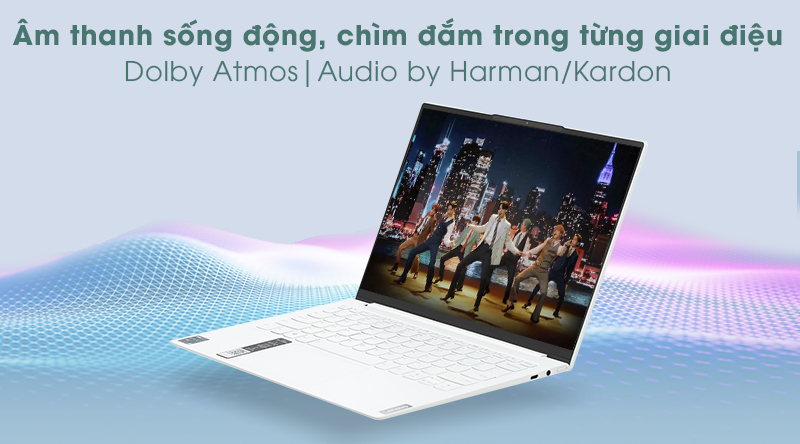 Âm thanh sống động, chìm đắm trong từng giai điệu
Dolby Atmos|Audio by Harman/Kardon